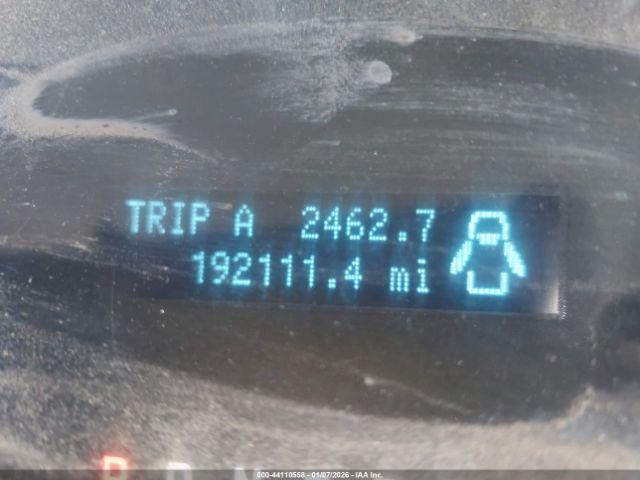 TRIP A 2462.7
192111.4 mi
P R N
000-44110558 - 01/07/2026 - IAA Inc.